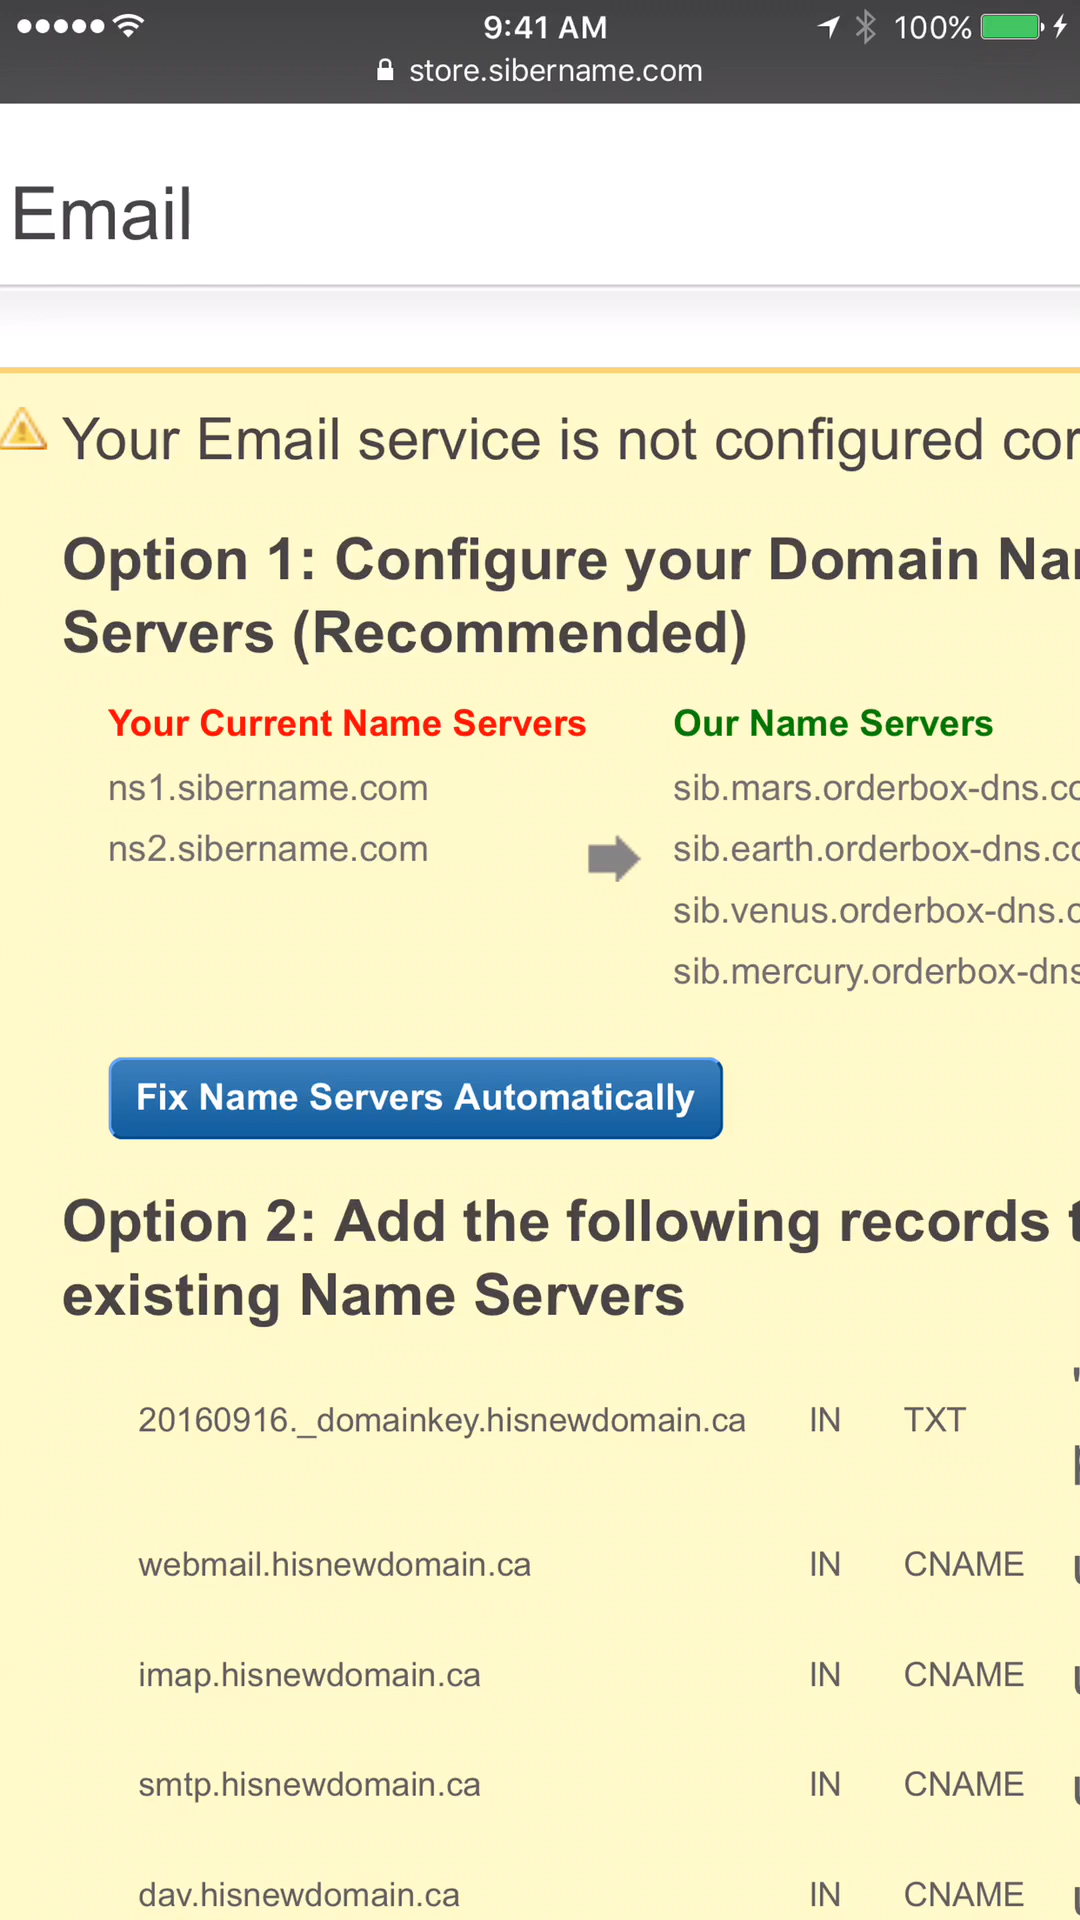 9:41 AM
100%
store.sibername.com
Email
Your Email service is not configured
Option 1: Configure your Domain
Servers (Recommended)
Your Current Name Servers
Our Name Servers
ns1.sibername.com
sib.mars.orderbox-dns.co
ns2.sibername.com
sib.earth.orderbox-dns.co
sib.venus.orderbox-dns.c
sib.mercury.orderbox-dns
Fix Name Servers Automatically
Option 2: Add the following records
existing Name Servers
20160916._domainkey.hisnewdomain.ca IN TXT
webmail.hisnewdomain.ca IN CNAME
imap.hisnewdomain.ca IN CNAME
smtp.hisnewdomain.ca IN CNAME
dav.hisnewdomain.ca IN CNAME